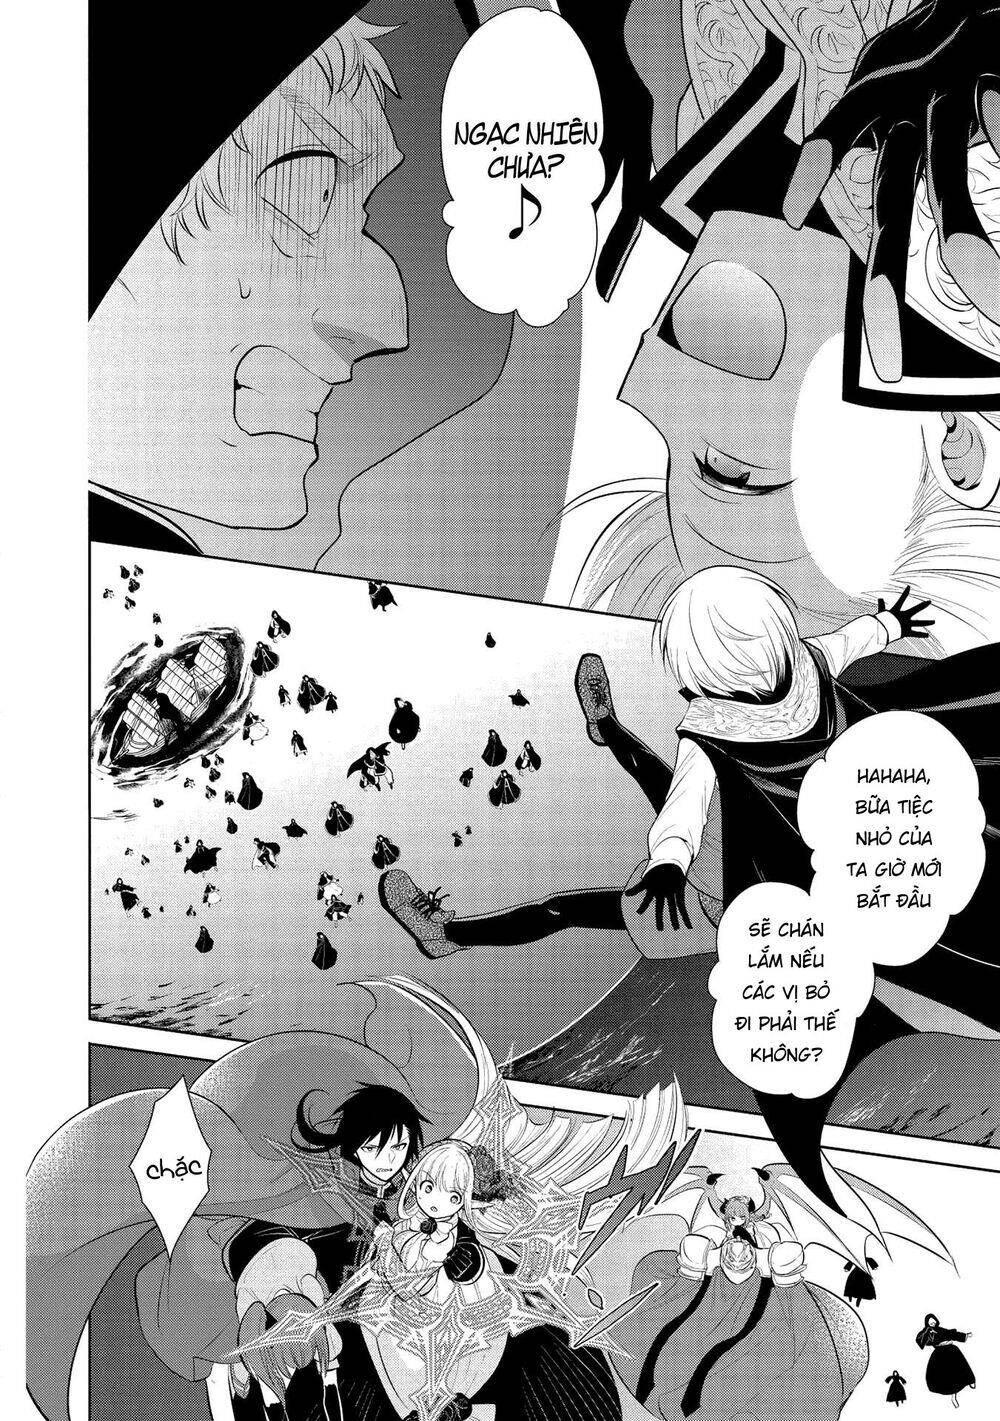 NGẠC NHIÊN
CHƯA?
HAHAHA,
BỮA TIỆC
NHỎ CỦA
TA GIỜ MỚI
BẮT ĐẦU
SẼ CHÁN
LẮM NẾU
CÁC VỊ BỎ
ĐI PHẢI THẾ
KHÔNG?
CHẶC